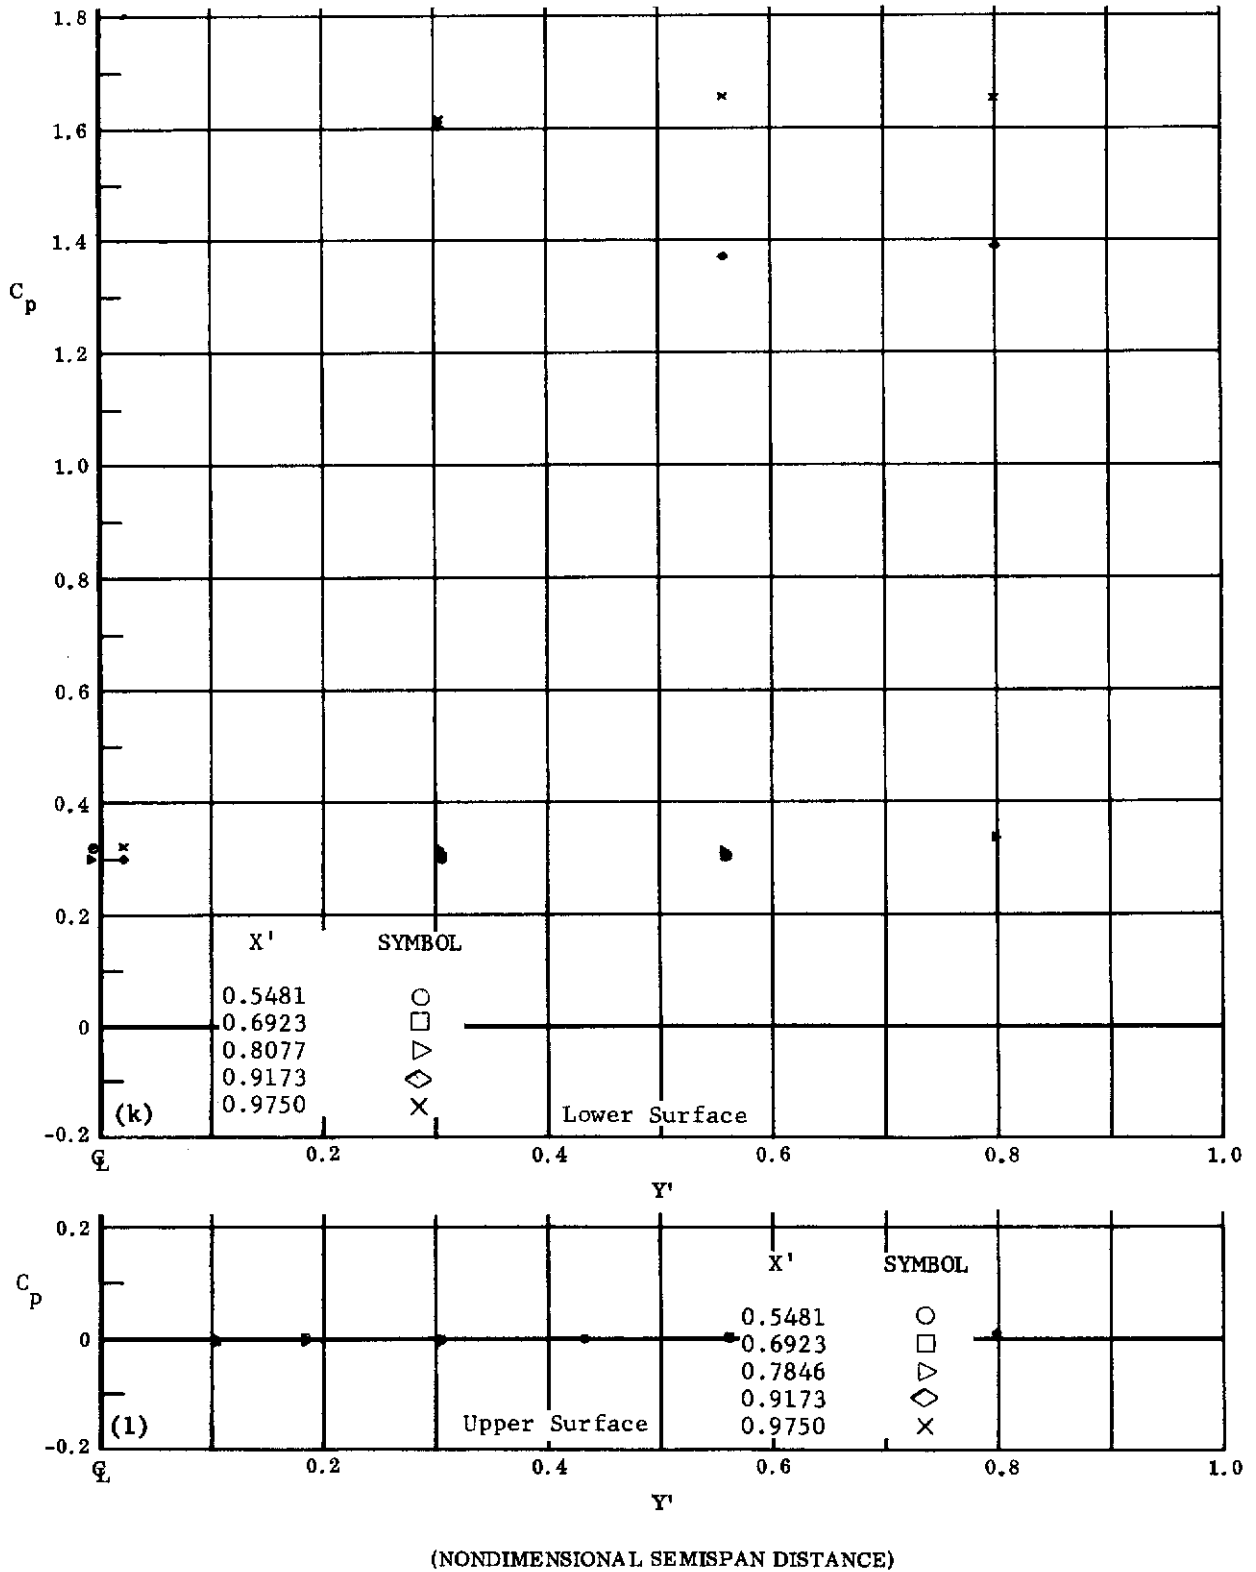 1.8
1.6
1.4
C p
1.2
1.0
0.8
0.6
0.4
0.2
X' SYMBOL
0.5481 ○
0.6923 □
0 
0.8077 ▷
0.9173 ◇
0.9750 ×
(k) Lower Surface
-0.2
℄ 0.2 0.4 0.6 0.8 1.0
Y'
0.2
C p
X' SYMBOL
0.5481 ○
0 
0.6923 □
0.7846 ▷
0.9173 ◇
0.9750 ×
(l) Upper Surface
-0.2
℄ 0.2 0.4 0.6 0.8 1.0
Y'
(NONDIMENSIONAL SEMISPAN DISTANCE)